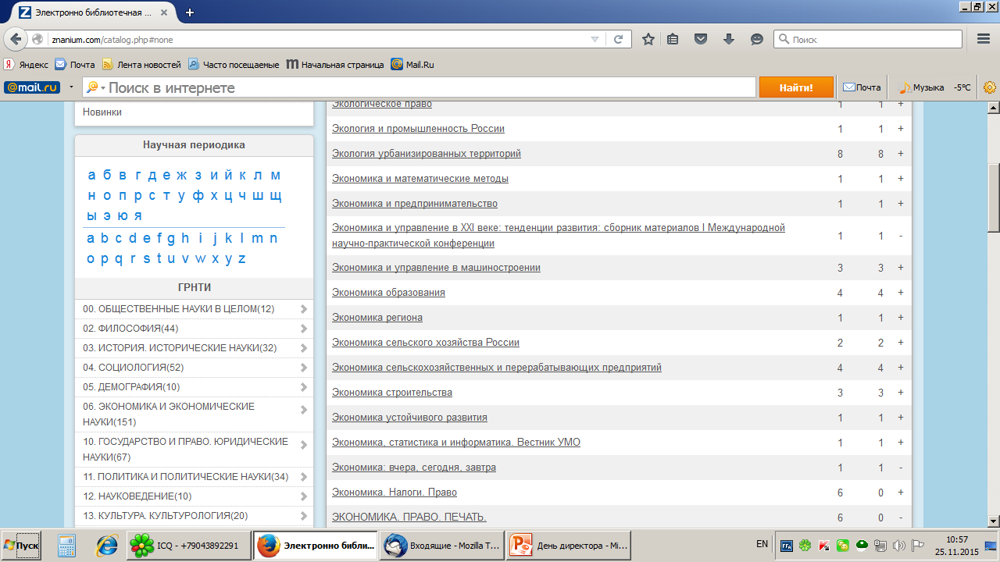 Электронно библиотечная ...
znanium.com/catalog.php#none
Поиск
Яндекс Почта Лента новостей Часто посещаемые Начальная страница Mail.Ru
@mail.ru Поиск в интернете Найти! Почта Музыка -5°C
Новинки
Научная периодика
а б в г д е ж з и й к л м
н о п р с т у ф х ц ч ш щ
ы э ю я
a b c d e f g h i j k l m n
o p q r s t u v w x y z
ГРНТИ
00. ОБЩЕСТВЕННЫЕ НАУКИ В ЦЕЛОМ(12)
02. ФИЛОСОФИЯ(44)
03. ИСТОРИЯ. ИСТОРИЧЕСКИЕ НАУКИ(32)
04. СОЦИОЛОГИЯ(52)
05. ДЕМОГРАФИЯ(10)
06. ЭКОНОМИКА И ЭКОНОМИЧЕСКИЕ
НАУКИ(151)
10. ГОСУДАРСТВО И ПРАВО. ЮРИДИЧЕСКИЕ
НАУКИ(67)
11. ПОЛИТИКА И ПОЛИТИЧЕСКИЕ НАУКИ(34)
12. НАУКОВЕДЕНИЕ(10)
13. КУЛЬТУРА. КУЛЬТУРОЛОГИЯ(20)
Экологическое право 1 1 +
Экология и промышленность России 1 1 +
Экология урбанизированных территорий 8 8 +
Экономика и математические методы 1 1 +
Экономика и предпринимательство 1 1 +
Экономика и управление в XXI веке: тенденции развития: сборник материалов I Международной
научно-практической конференции 1 1 -
Экономика и управление в машиностроении 3 3 +
Экономика образования 4 4 +
Экономика региона 1 1 +
Экономика сельского хозяйства России 2 2 +
Экономика сельскохозяйственных и перерабатывающих предприятий 4 4 +
Экономика строительства 3 3 +
Экономика устойчивого развития 1 1 +
Экономика, статистика и информатика. Вестник УМО 1 1 +
Экономика: вчера, сегодня, завтра 1 1 -
Экономика. Налоги. Право 6 0 +
ЭКОНОМИКА. ПРАВО. ПЕЧАТЬ. 6 0 -
Пуск ICQ - +79043892291 Электронно библи... Входящие - Mozilla T... День директора - Mi... EN 10:57
25.11.2015